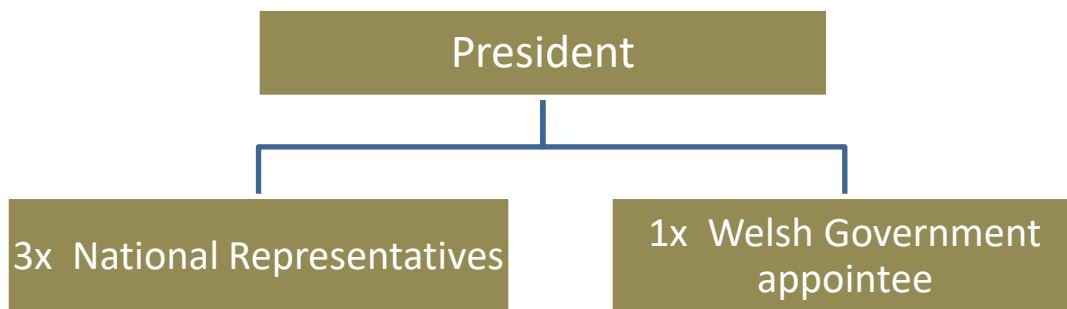 President
3x National Representatives
1x Welsh Government
appointee